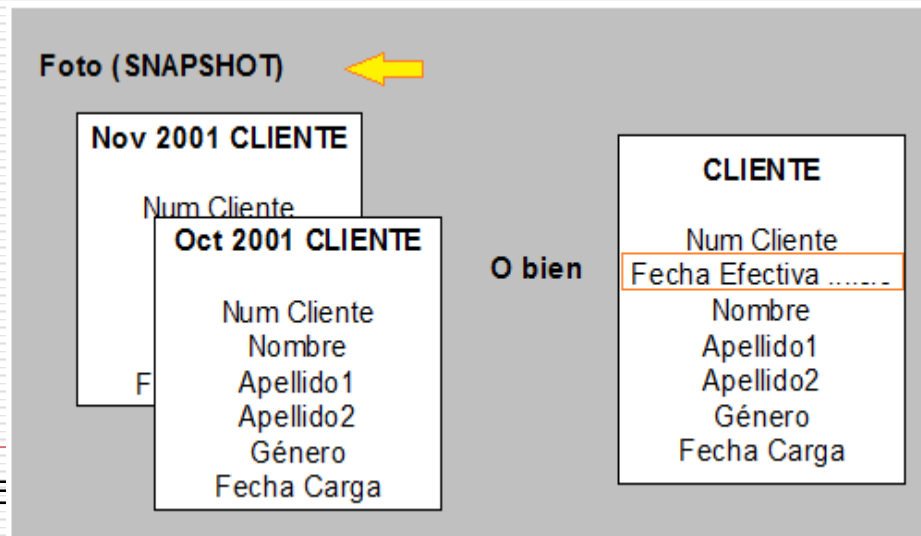 Foto (SNAPSHOT)
Nov 2001 CLIENTE
Num Cliente
F
Oct 2001 CLIENTE
Num Cliente
Nombre
Apellido1
Apellido2
Género
Fecha Carga
O bien
CLIENTE
Num Cliente
Fecha Efectiva
Nombre
Apellido1
Apellido2
Género
Fecha Carga